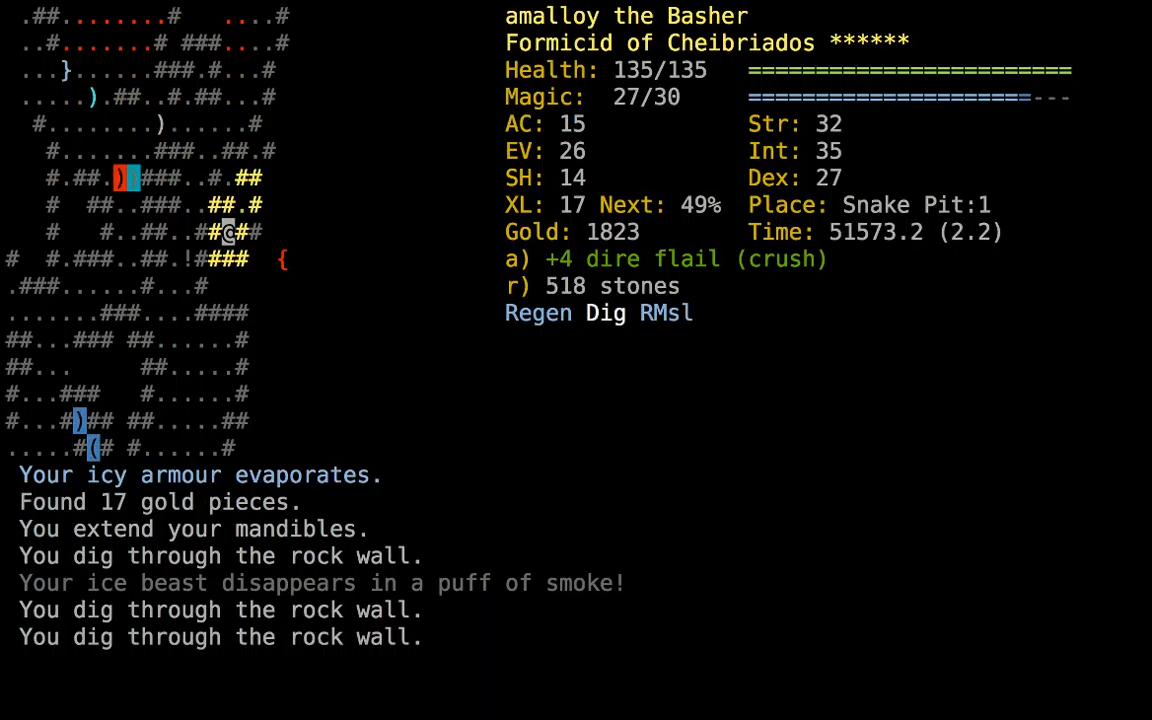 .##.......#   ....#   amalloy the Basher
..#.......# ###....#   Formicid of Cheibriados ******
...}......###.#...#   Health: 135/135   ========================
.....).##..#.##...#   Magic:  27/30     =====================---
#........)......#   AC: 15   Str: 32
#.......###..##.#   EV: 26   Int: 35
#.##.) ###..#.##   SH: 14   Dex: 27
#  ##..###..##.#   XL: 17 Next: 49%   Place: Snake Pit:1
#   #..##..##@##   Gold: 1823   Time: 51573.2 (2.2)
#  #.###..##.!####  {   a) +4 dire flail (crush)
.###......#...#   r) 518 stones
.......###....####   Regen Dig RMsl
##...### ##......#
##...     ##.....#
#...###   #......#
#...#)## ##.....##
.....#(# #......#
Your icy armour evaporates.
Found 17 gold pieces.
You extend your mandibles.
You dig through the rock wall.
Your ice beast disappears in a puff of smoke!
You dig through the rock wall.
You dig through the rock wall.